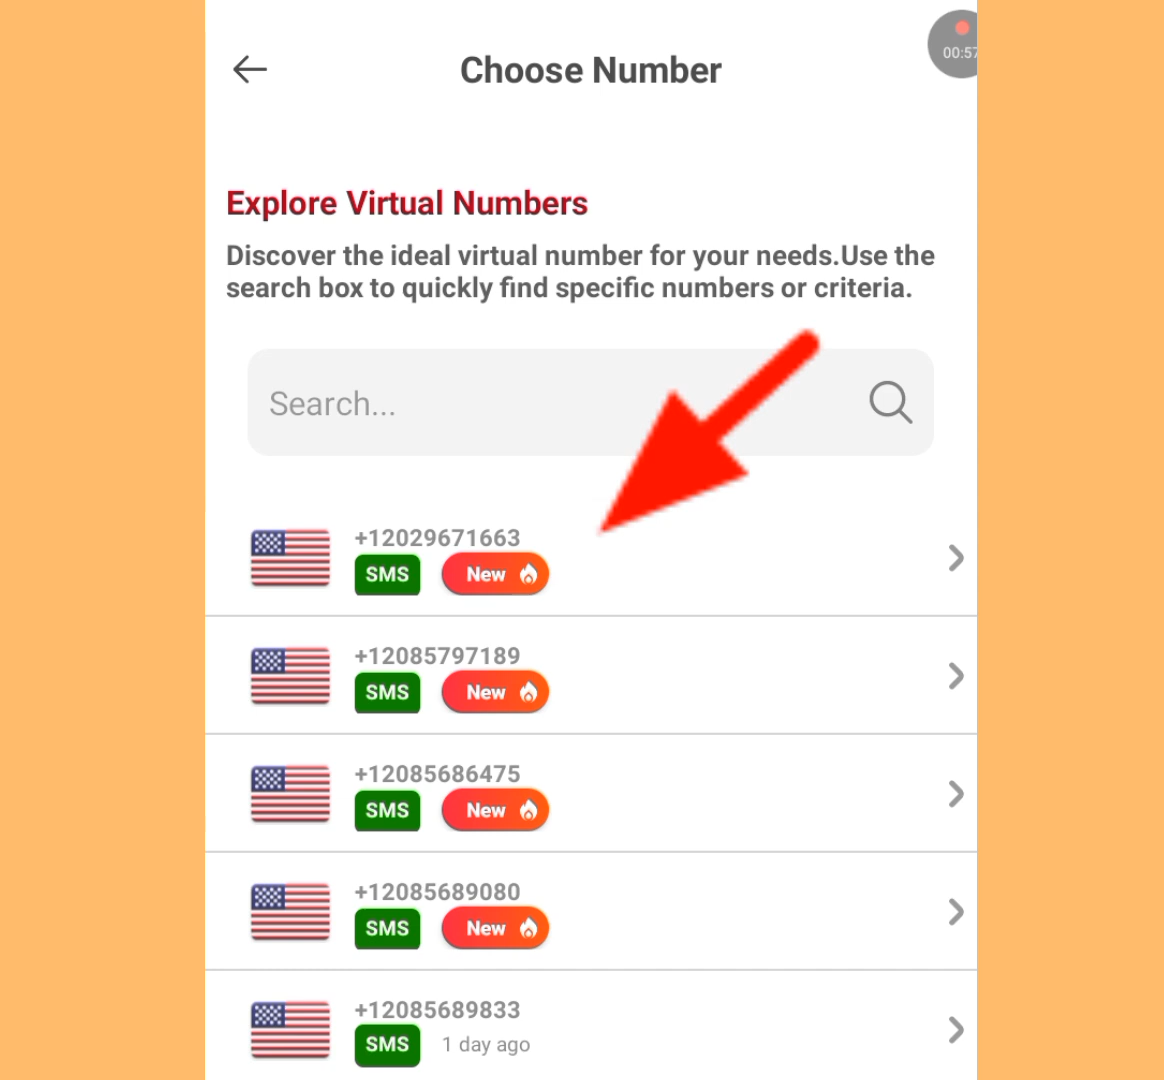 00:57
Choose Number
Explore Virtual Numbers
Discover the ideal virtual number for your needs.Use the
search box to quickly find specific numbers or criteria.
Search...
+12029671663
SMS New
+12085797189
SMS New
+12085686475
SMS New
+12085689080
SMS New
+12085689833
SMS 1 day ago